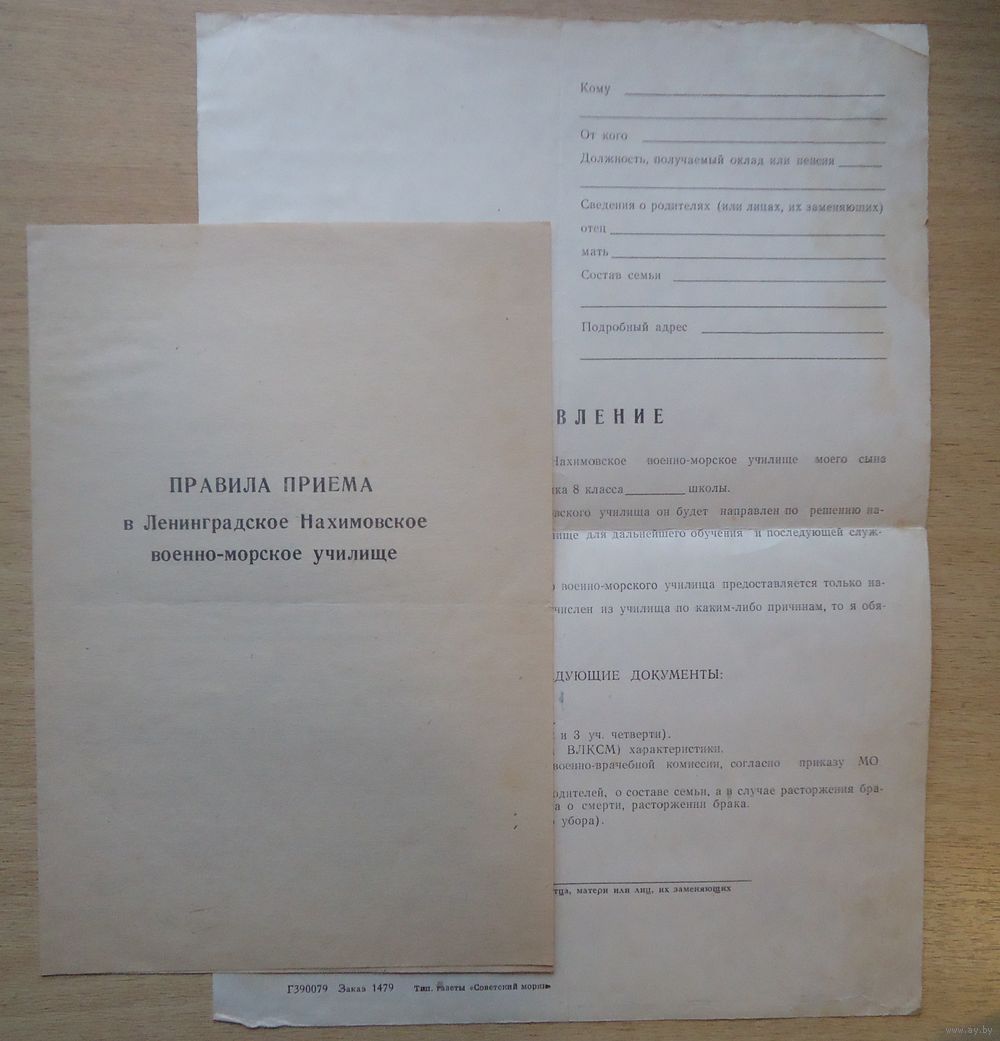 Кому
От кого
Должность, получаемый оклад или пенсия
Сведения о родителях (или лицах, их заменяющих)
отец
мать
Состав семьи
Подробный адрес
ВЛЕНИЕ
Нахимовское военно-морское училище моего сына
ка 8 класса школы.
вского училища он будет направлен по решению на-
ище для дальнейшего обучения и последующей служ-
о военно-морского училища предоставляется только на-
числен из училища по каким-либо причинам, то я обя-
ДУЮЩИЕ ДОКУМЕНТЫ:
и 3 уч. четверти).
ВЛКСМ) характеристики.
военно-врачебной комиссии, согласно приказу МО
одителей, о составе семьи, а в случае расторжения бра-
а о смерти, расторжении брака.
убора).
тца, матери или лиц, их заменяющих
Г390079 Заказ 1479 Тип. газеты «Советский моряк»
ПРАВИЛА ПРИЕМА
в Ленинградское Нахимовское
военно-морское училище
www.ay.by